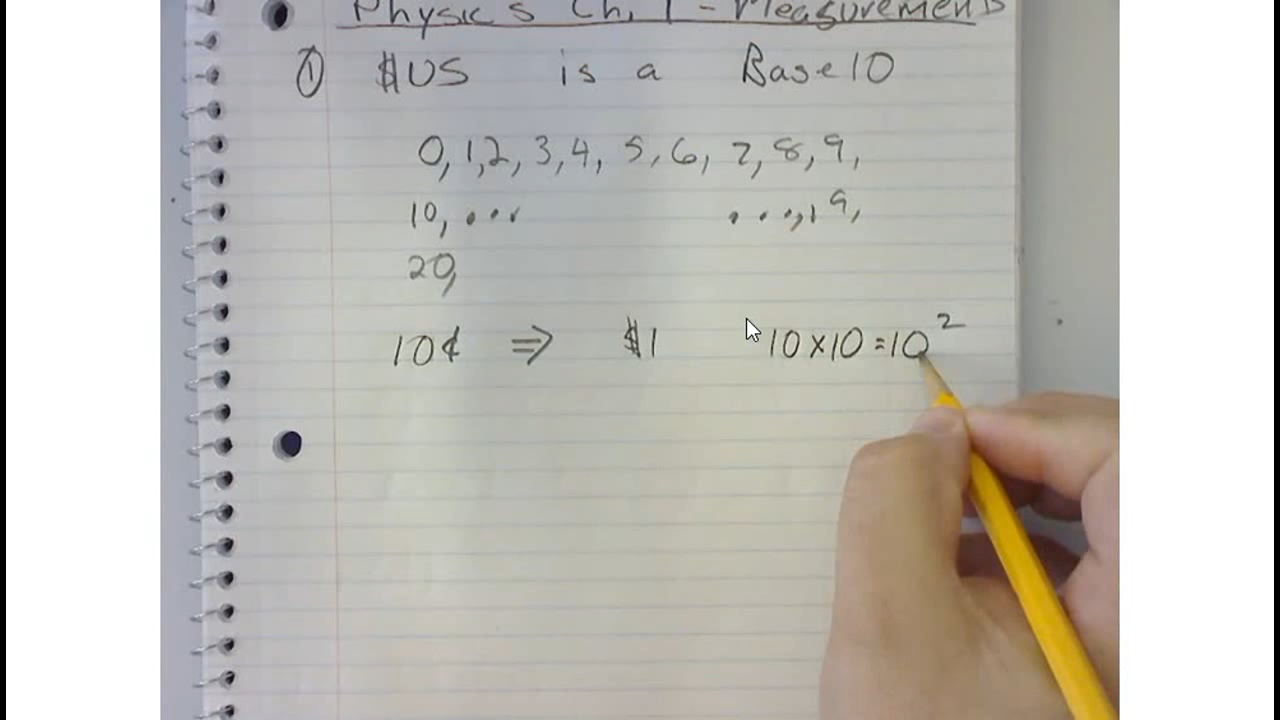 Physics Ch. 1 - Measurements
① $US is a Base 10
0, 1, 2, 3, 4, 5, 6, 7, 8, 9,
10, ... ..., 19,
20,
10¢ ⇒ $1 10×10=10²